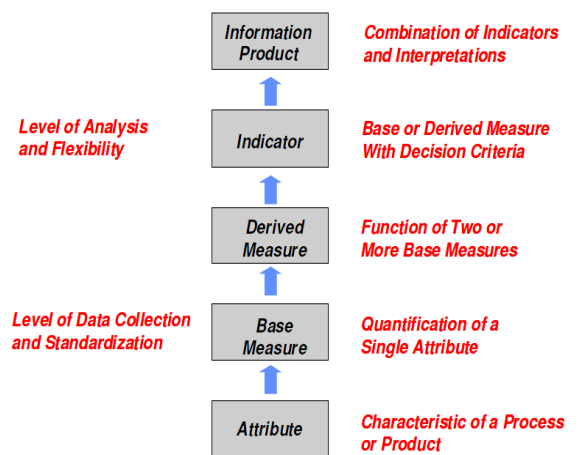 Information
Product
Combination of Indicators
and Interpretations
Level of Analysis
and Flexibility
Indicator
Base or Derived Measure
With Decision Criteria
Derived
Measure
Function of Two or
More Base Measures
Level of Data Collection
and Standardization
Base
Measure
Quantification of a
Single Attribute
Attribute
Characteristic of a Process
or Product